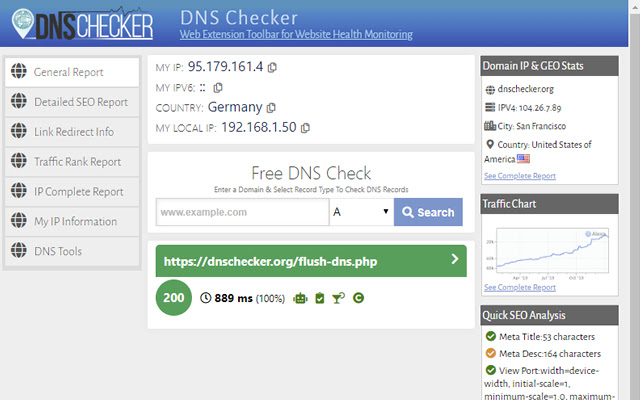 DNSCHECKER
DNS Checker
Web Extension Toolbar for Website Health Monitoring
General Report
Detailed SEO Report
Link Redirect Info
Traffic Rank Report
IP Complete Report
My IP Information
DNS Tools
MY IP: 95.179.161.4
MY IPV6: ::
COUNTRY: Germany
MY LOCAL IP: 192.168.1.50
Free DNS Check
Enter a Domain & Select Record Type To Check DNS Records
www.example.com
A
Search
https://dnschecker.org/flush-dns.php
200
889 ms (100%)
Domain IP & GEO Stats
dnschecker.org
IPV4: 104.26.7.89
City: San Francisco
Country: United States of
America
See Complete Report
Traffic Chart
Alexa
20k
40k
60k
Apr '19 Jul '19 Oct '19
See Complete Report
Quick SEO Analysis
Meta Title:53 characters
Meta Desc:164 characters
View Port:width=device-
width, initial-scale=1,
minimum-scale=1.0, maximum-